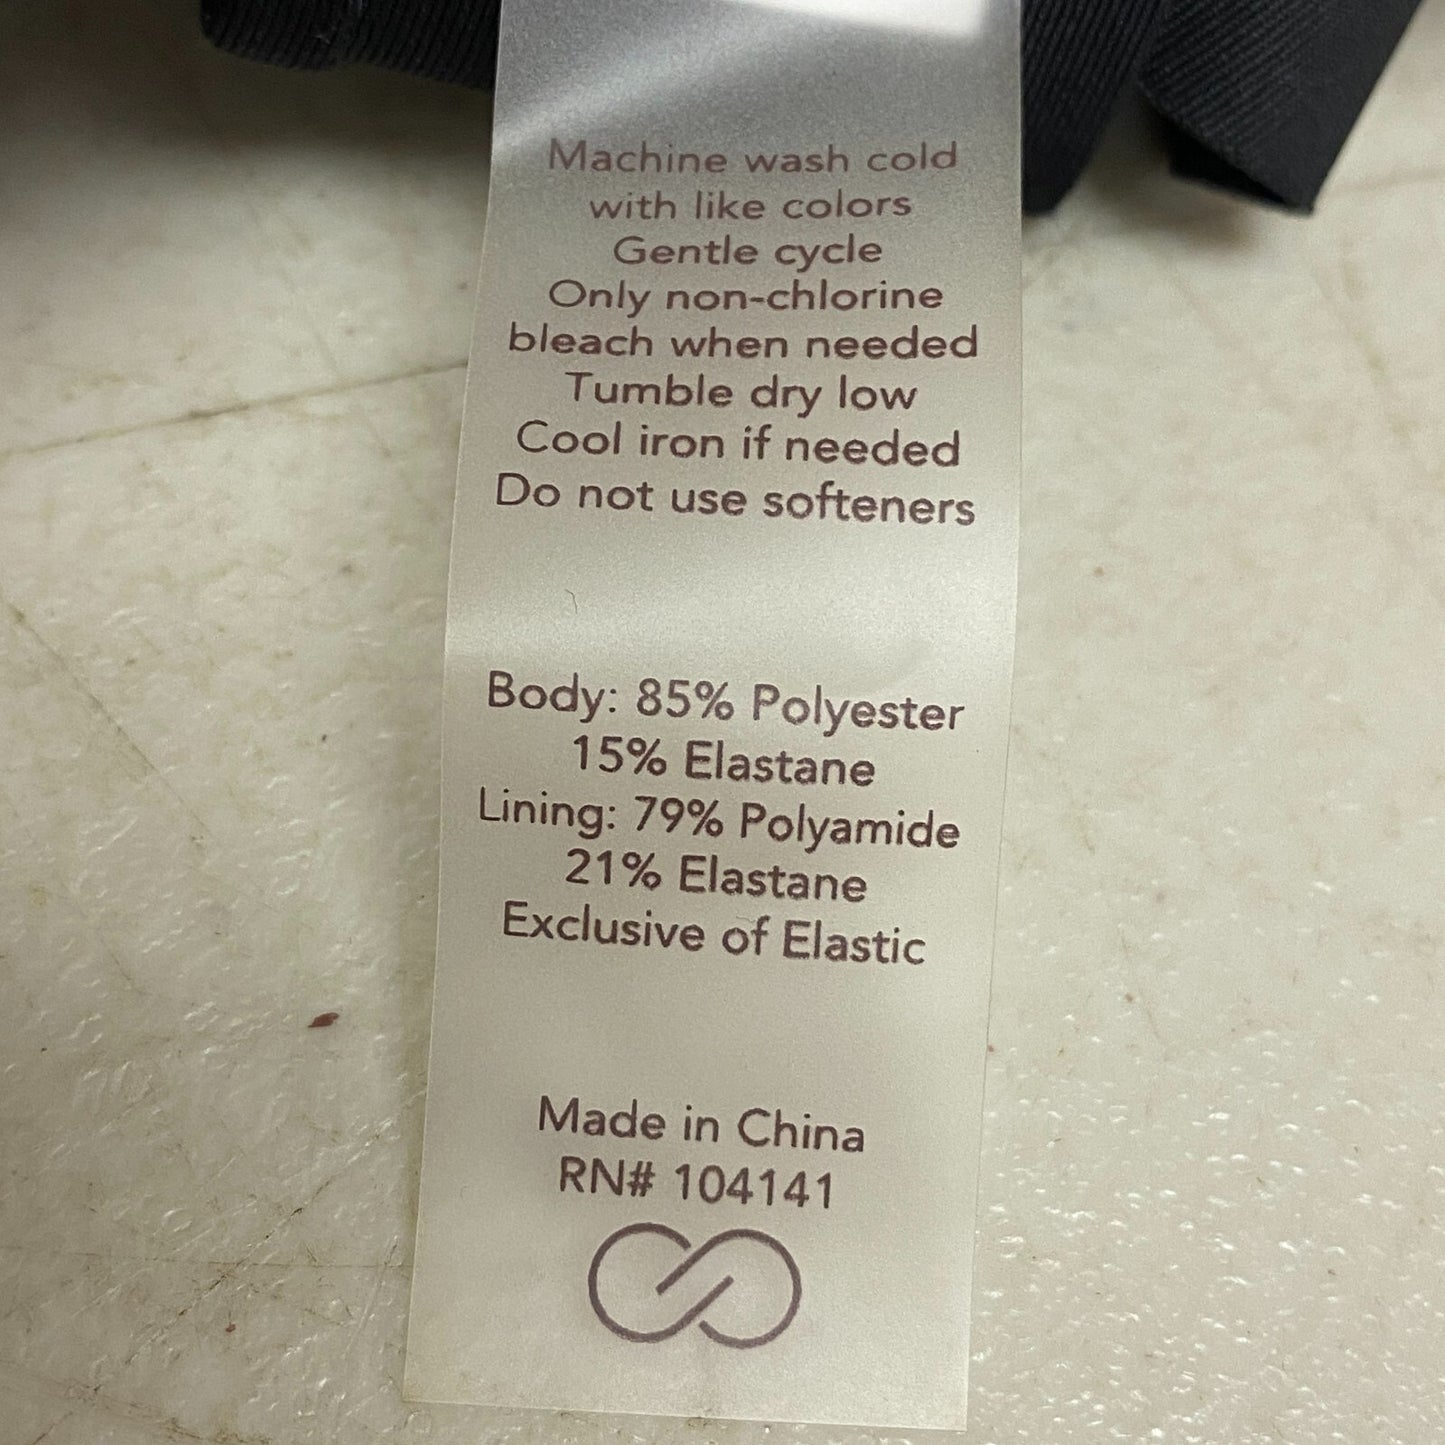 Machine wash cold
with like colors
Gentle cycle
Only non-chlorine
bleach when needed
Tumble dry low
Cool iron if needed
Do not use softeners
Body: 85% Polyester
15% Elastane
Lining: 79% Polyamide
21% Elastane
Exclusive of Elastic
Made in China
RN# 104141